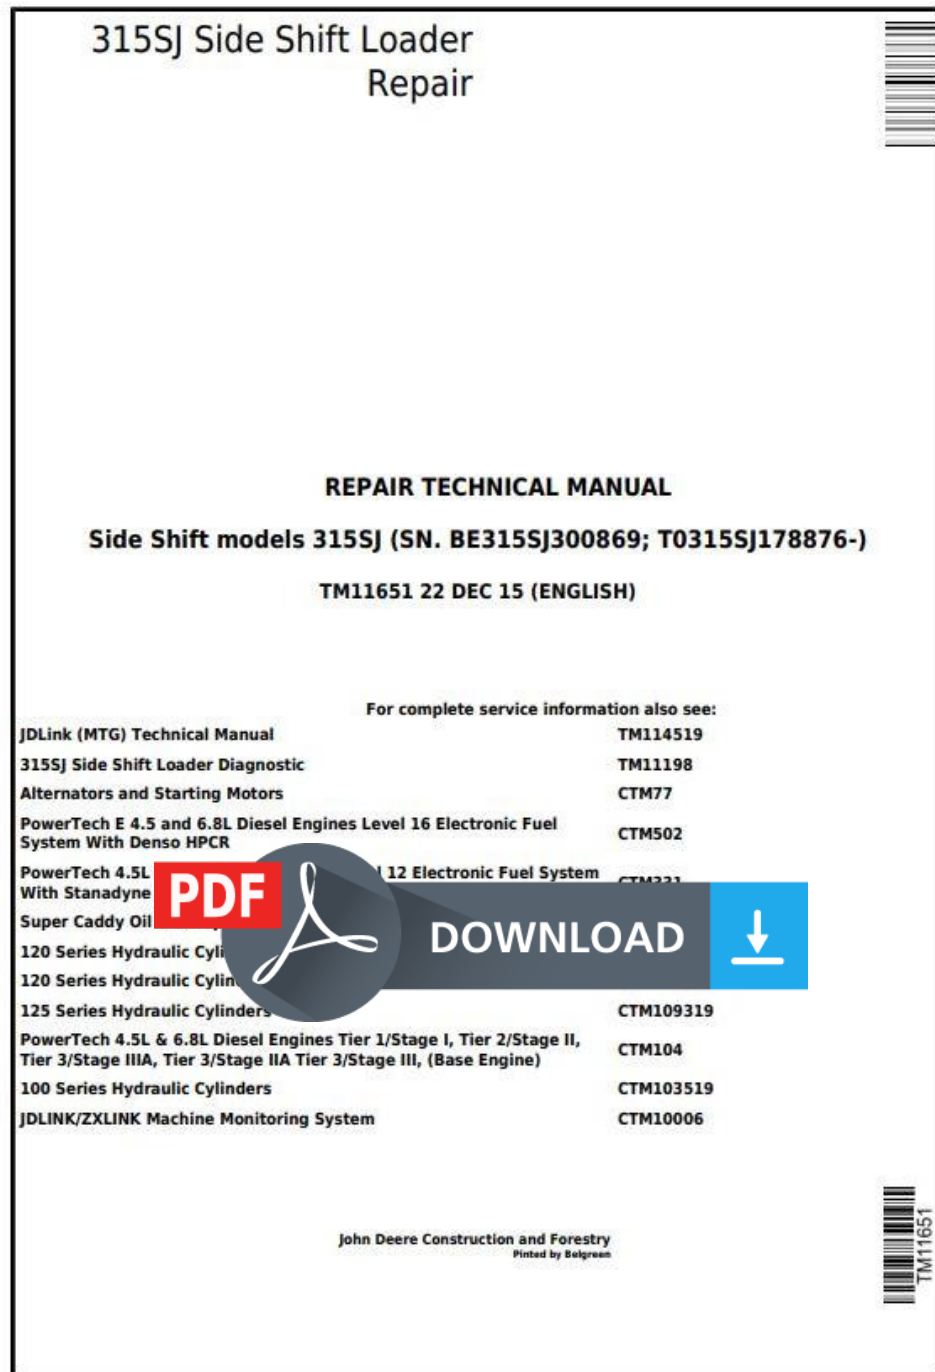 315SJ Side Shift Loader
Repair
REPAIR TECHNICAL MANUAL
Side Shift models 315SJ (SN. BE315SJ300869; T0315SJ178876-)
TM11651 22 DEC 15 (ENGLISH)
For complete service information also see:
JDLink (MTG) Technical Manual TM114519
315SJ Side Shift Loader Diagnostic TM11198
Alternators and Starting Motors CTM77
PowerTech E 4.5 and 6.8L Diesel Engines Level 16 Electronic Fuel
System With Denso HPCR CTM502
PowerTech 4.5L 12 Electronic Fuel System
With Stanadyne
Super Caddy Oil
PDF
DOWNLOAD
120 Series Hydraulic
120 Series Hydraulic
125 Series Hydraulic Cylinders CTM109319
PowerTech 4.5L & 6.8L Diesel Engines Tier 1/Stage I, Tier 2/Stage II,
Tier 3/Stage IIIA, Tier 3/Stage IIA Tier 3/Stage III, (Base Engine) CTM104
100 Series Hydraulic Cylinders CTM103519
JDLINK/ZXLINK Machine Monitoring System CTM10006
John Deere Construction and Forestry
Pinted by Belgreen
TM11651